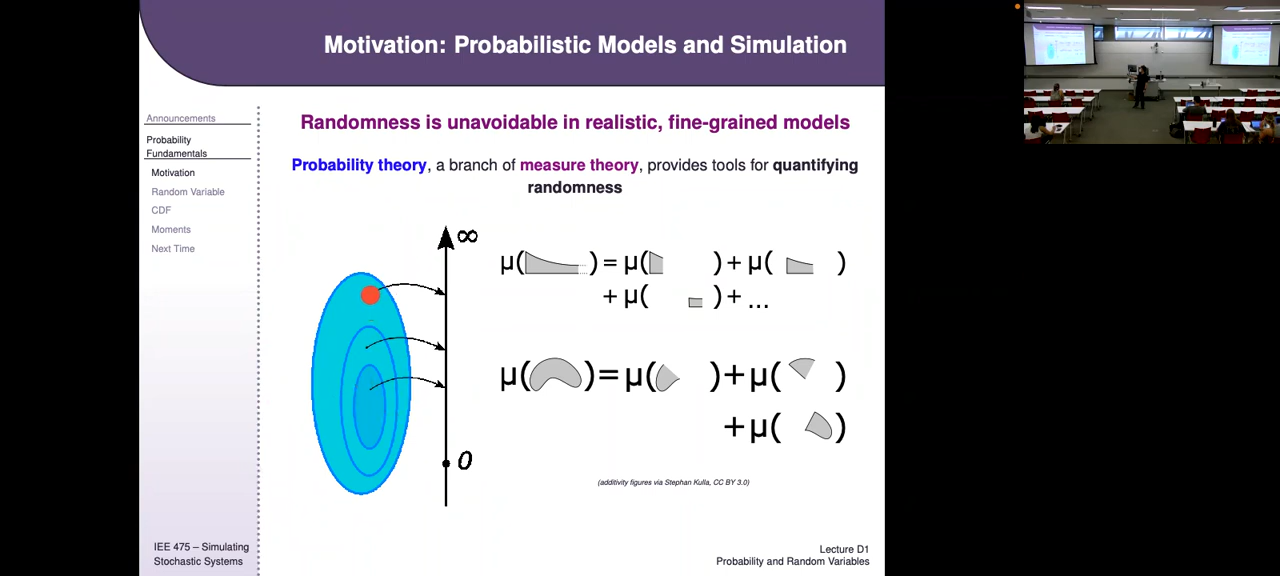 Motivation: Probabilistic Models and Simulation
Announcements
Probability
Fundamentals
Motivation
Random Variable
CDF
Moments
Next Time
Randomness is unavoidable in realistic, fine-grained models
Probability theory, a branch of measure theory, provides tools for quantifying
randomness
∞
0
μ( ) = μ( ) + μ( )
+ μ( ) + ...
μ( )=μ( )+μ( )
+μ( )
(additivity figures via Stephan Kulla, CC BY 3.0)
IEE 475 – Simulating
Stochastic Systems
Lecture D1
Probability and Random Variables